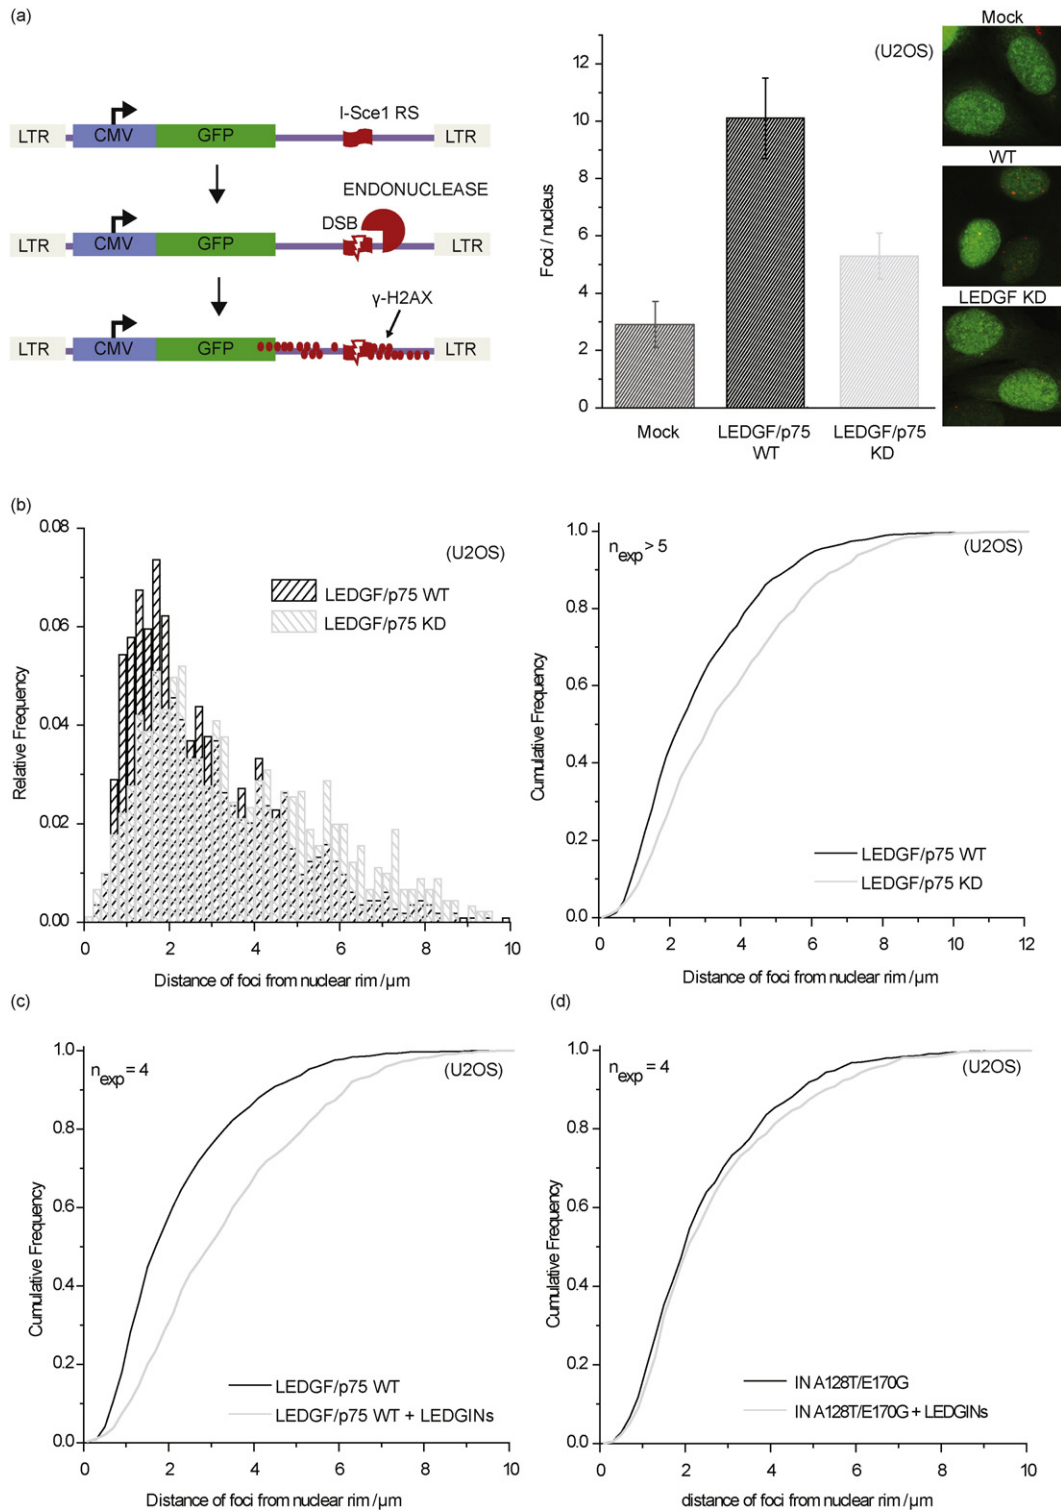 (a)
I-Sce1 RS
LTR CMV GFP LTR
ENDONUCLEASE
DSB
LTR CMV GFP LTR
γ-H2AX
LTR CMV GFP LTR
(U2OS)
Foci / nucleus
12
10
8
6
4
2
0
Mock
LEDGF/p75 WT
LEDGF/p75 KD
Mock
WT
LEDGF KD
(b)
(U2OS)
LEDGF/p75 WT
LEDGF/p75 KD
Relative Frequency
0.08
0.06
0.04
0.02
0.00
0 2 4 6 8 10
Distance of foci from nuclear rim /µm
n exp > 5
(U2OS)
LEDGF/p75 WT
LEDGF/p75 KD
Cumulative Frequency
1.0
0.8
0.6
0.4
0.2
0.0
0 2 4 6 8 10 12
Distance of foci from nuclear rim /µm
(c)
n exp = 4
(U2OS)
LEDGF/p75 WT
LEDGF/p75 WT + LEDGINs
Cumulative Frequency
1.0
0.8
0.6
0.4
0.2
0.0
0 2 4 6 8 10
Distance of foci from nuclear rim /µm
(d)
n exp = 4
(U2OS)
IN A128T/E170G
IN A128T/E170G + LEDGINs
Cumulative Frequency
1.0
0.8
0.6
0.4
0.2
0.0
0 2 4 6 8 10
distance of foci from nuclear rim /µm